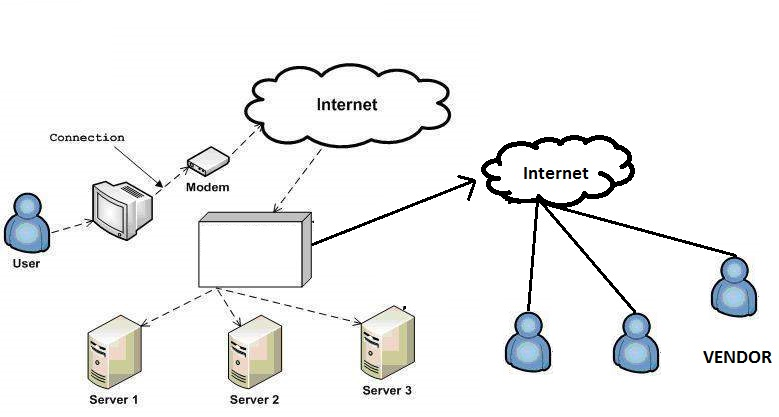 Internet
Connection
Modem
Internet
User
Server 1
Server 2
Server 3
VENDOR